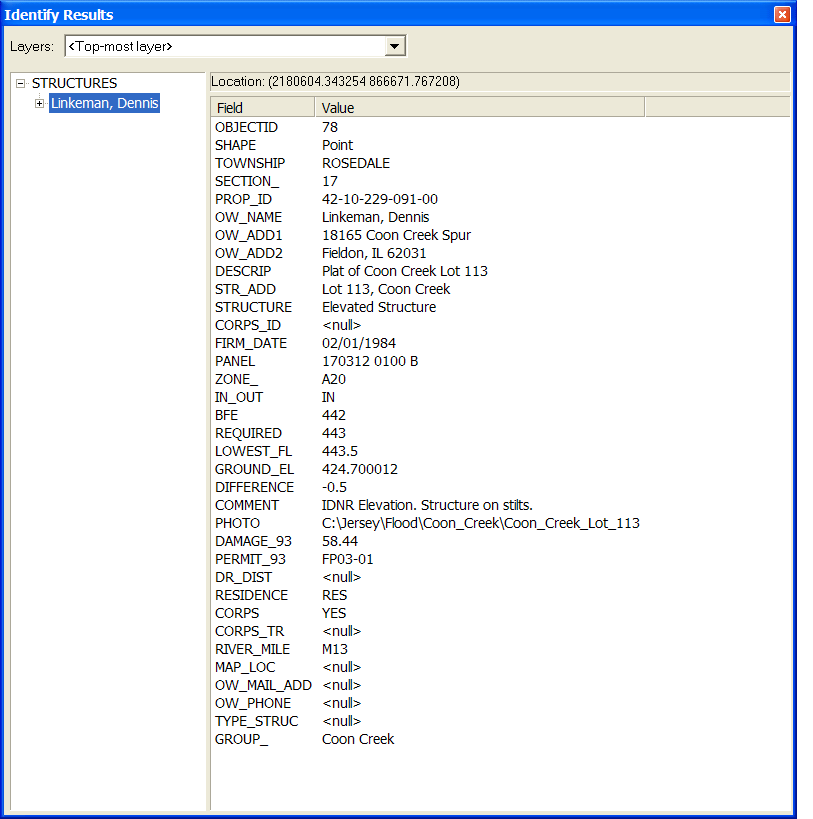 Identify Results
Layers: <Top-most layer>
STRUCTURES
Linkeman, Dennis
Location: (2180604.343254 866671.767208)
Field Value
OBJECTID 78
SHAPE Point
TOWNSHIP ROSEDALE
SECTION_ 17
PROP_ID 42-10-229-091-00
OW_NAME Linkeman, Dennis
OW_ADD1 18165 Coon Creek Spur
OW_ADD2 Fieldon, IL 62031
DESCRIP Plat of Coon Creek Lot 113
STR_ADD Lot 113, Coon Creek
STRUCTURE Elevated Structure
CORPS_ID <null>
FIRM_DATE 02/01/1984
PANEL 170312 0100 B
ZONE_ A20
IN_OUT IN
BFE 442
REQUIRED 443
LOWEST_FL 443.5
GROUND_EL 424.700012
DIFFERENCE -0.5
COMMENT IDNR Elevation. Structure on stilts.
PHOTO C:\Jersey\Flood\Coon_Creek\Coon_Creek_Lot_113
DAMAGE_93 58.44
PERMIT_93 FP03-01
DR_DIST <null>
RESIDENCE RES
CORPS YES
CORPS_TR <null>
RIVER_MILE M13
MAP_LOC <null>
OW_MAIL_ADD <null>
OW_PHONE <null>
TYPE_STRUC <null>
GROUP_ Coon Creek